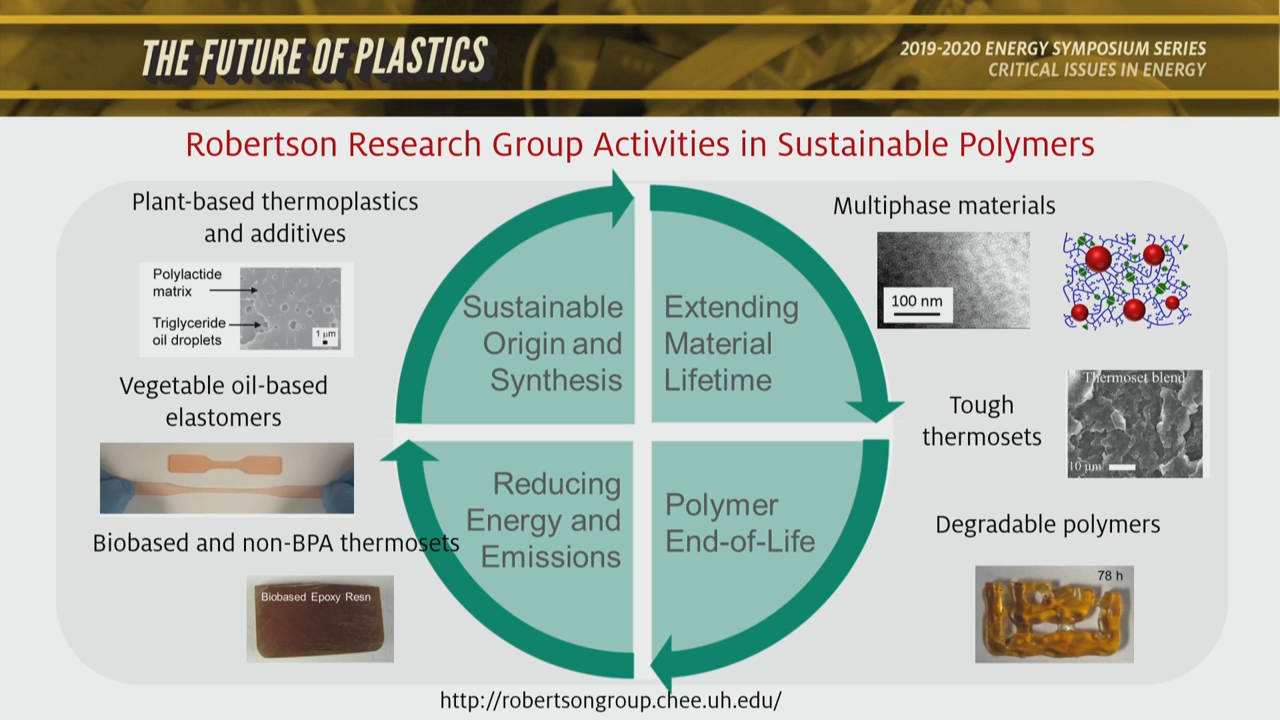 THE FUTURE OF PLASTICS
2019-2020 ENERGY SYMPOSIUM SERIES
CRITICAL ISSUES IN ENERGY
Robertson Research Group Activities in Sustainable Polymers
Plant-based thermoplastics
and additives
Polylactide
matrix
Triglyceride
oil droplets
1 μm
Vegetable oil-based
elastomers
Biobased and non-BPA thermosets
Biobased Epoxy Resn
Sustainable
Origin and
Synthesis
Extending
Material
Lifetime
Reducing
Energy and
Emissions
Polymer
End-of-Life
Multiphase materials
100 nm
Tough
thermosets
Thermoset blend
10 μm
Degradable polymers
78 h
http://robertsongroup.chee.uh.edu/